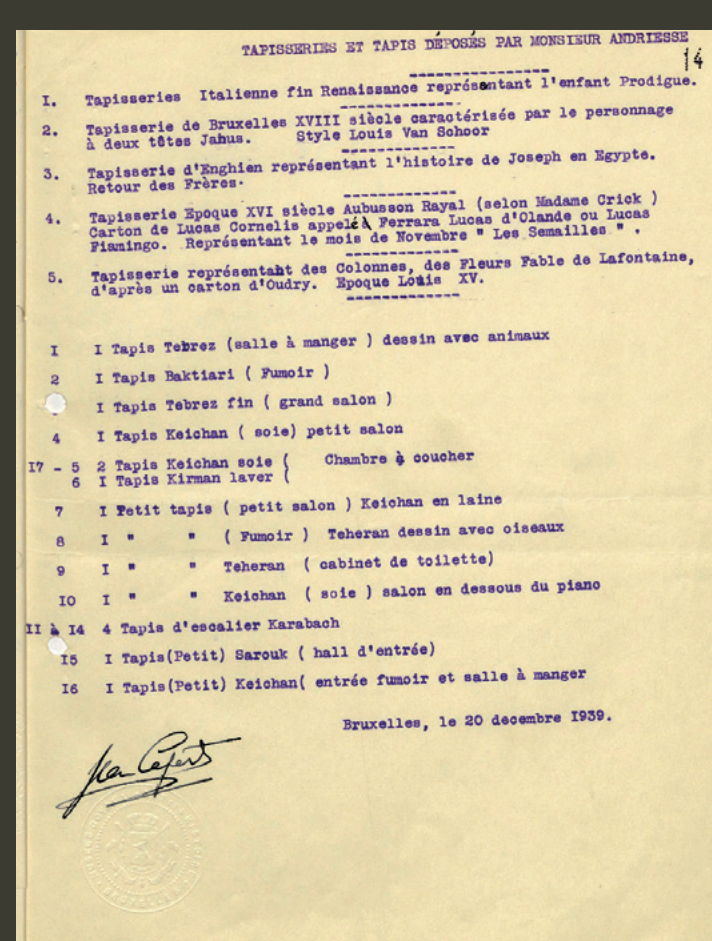 TAPISSERIES ET TAPIS DÉPOSÉS PAR MONSIEUR ANDRIESSE
14
I. Tapisseries Italienne fin Renaissance représentant l'enfant Prodigue.
2. Tapisserie de Bruxelles XVIII siècle caractérisée par le personnage
à deux têtes Jahus. Style Louis Van Schoor
3. Tapisserie d'Enghien représentant l'histoire de Joseph en Egypte.
Retour des Frères.
4. Tapisserie Epoque XVI siècle Aubusson Rayal (selon Madame Crick )
Carton de Lucas Cornelis appelé à Ferrara Lucas d'Olande ou Lucas
Fiamingo. Représentant le mois de Novembre " Les Semailles " .
5. Tapisserie représentaht des Colonnes, des Fleurs Fable de Lafontaine,
d'après un carton d'Oudry. Epoque Louis XV.
I I Tapis Tebrez (salle à manger ) dessin avec animaux
2 I Tapis Baktiari ( Fumoir )
I Tapis Tebrez fin ( grand salon )
4 I Tapis Keichan ( soie) petit salon
I7 - 5 2 Tapis Keichan soie ( Chambre à coucher
6 I Tapis Kirman laver (
7 I Petit tapis ( petit salon ) Keichan en laine
8 I " " ( Fumoir ) Teheran dessin avec oiseaux
9 I " " Teheran ( cabinet de toilette)
IO I " " Keichan ( soie ) salon en dessous du piano
II à I4 4 Tapis d'escalier Karabach
I5 I Tapis(Petit) Sarouk ( hall d'entrée)
I6 I Tapis(Petit) Keichan( entrée fumoir et salle à manger
Bruxelles, le 20 decembre I939.